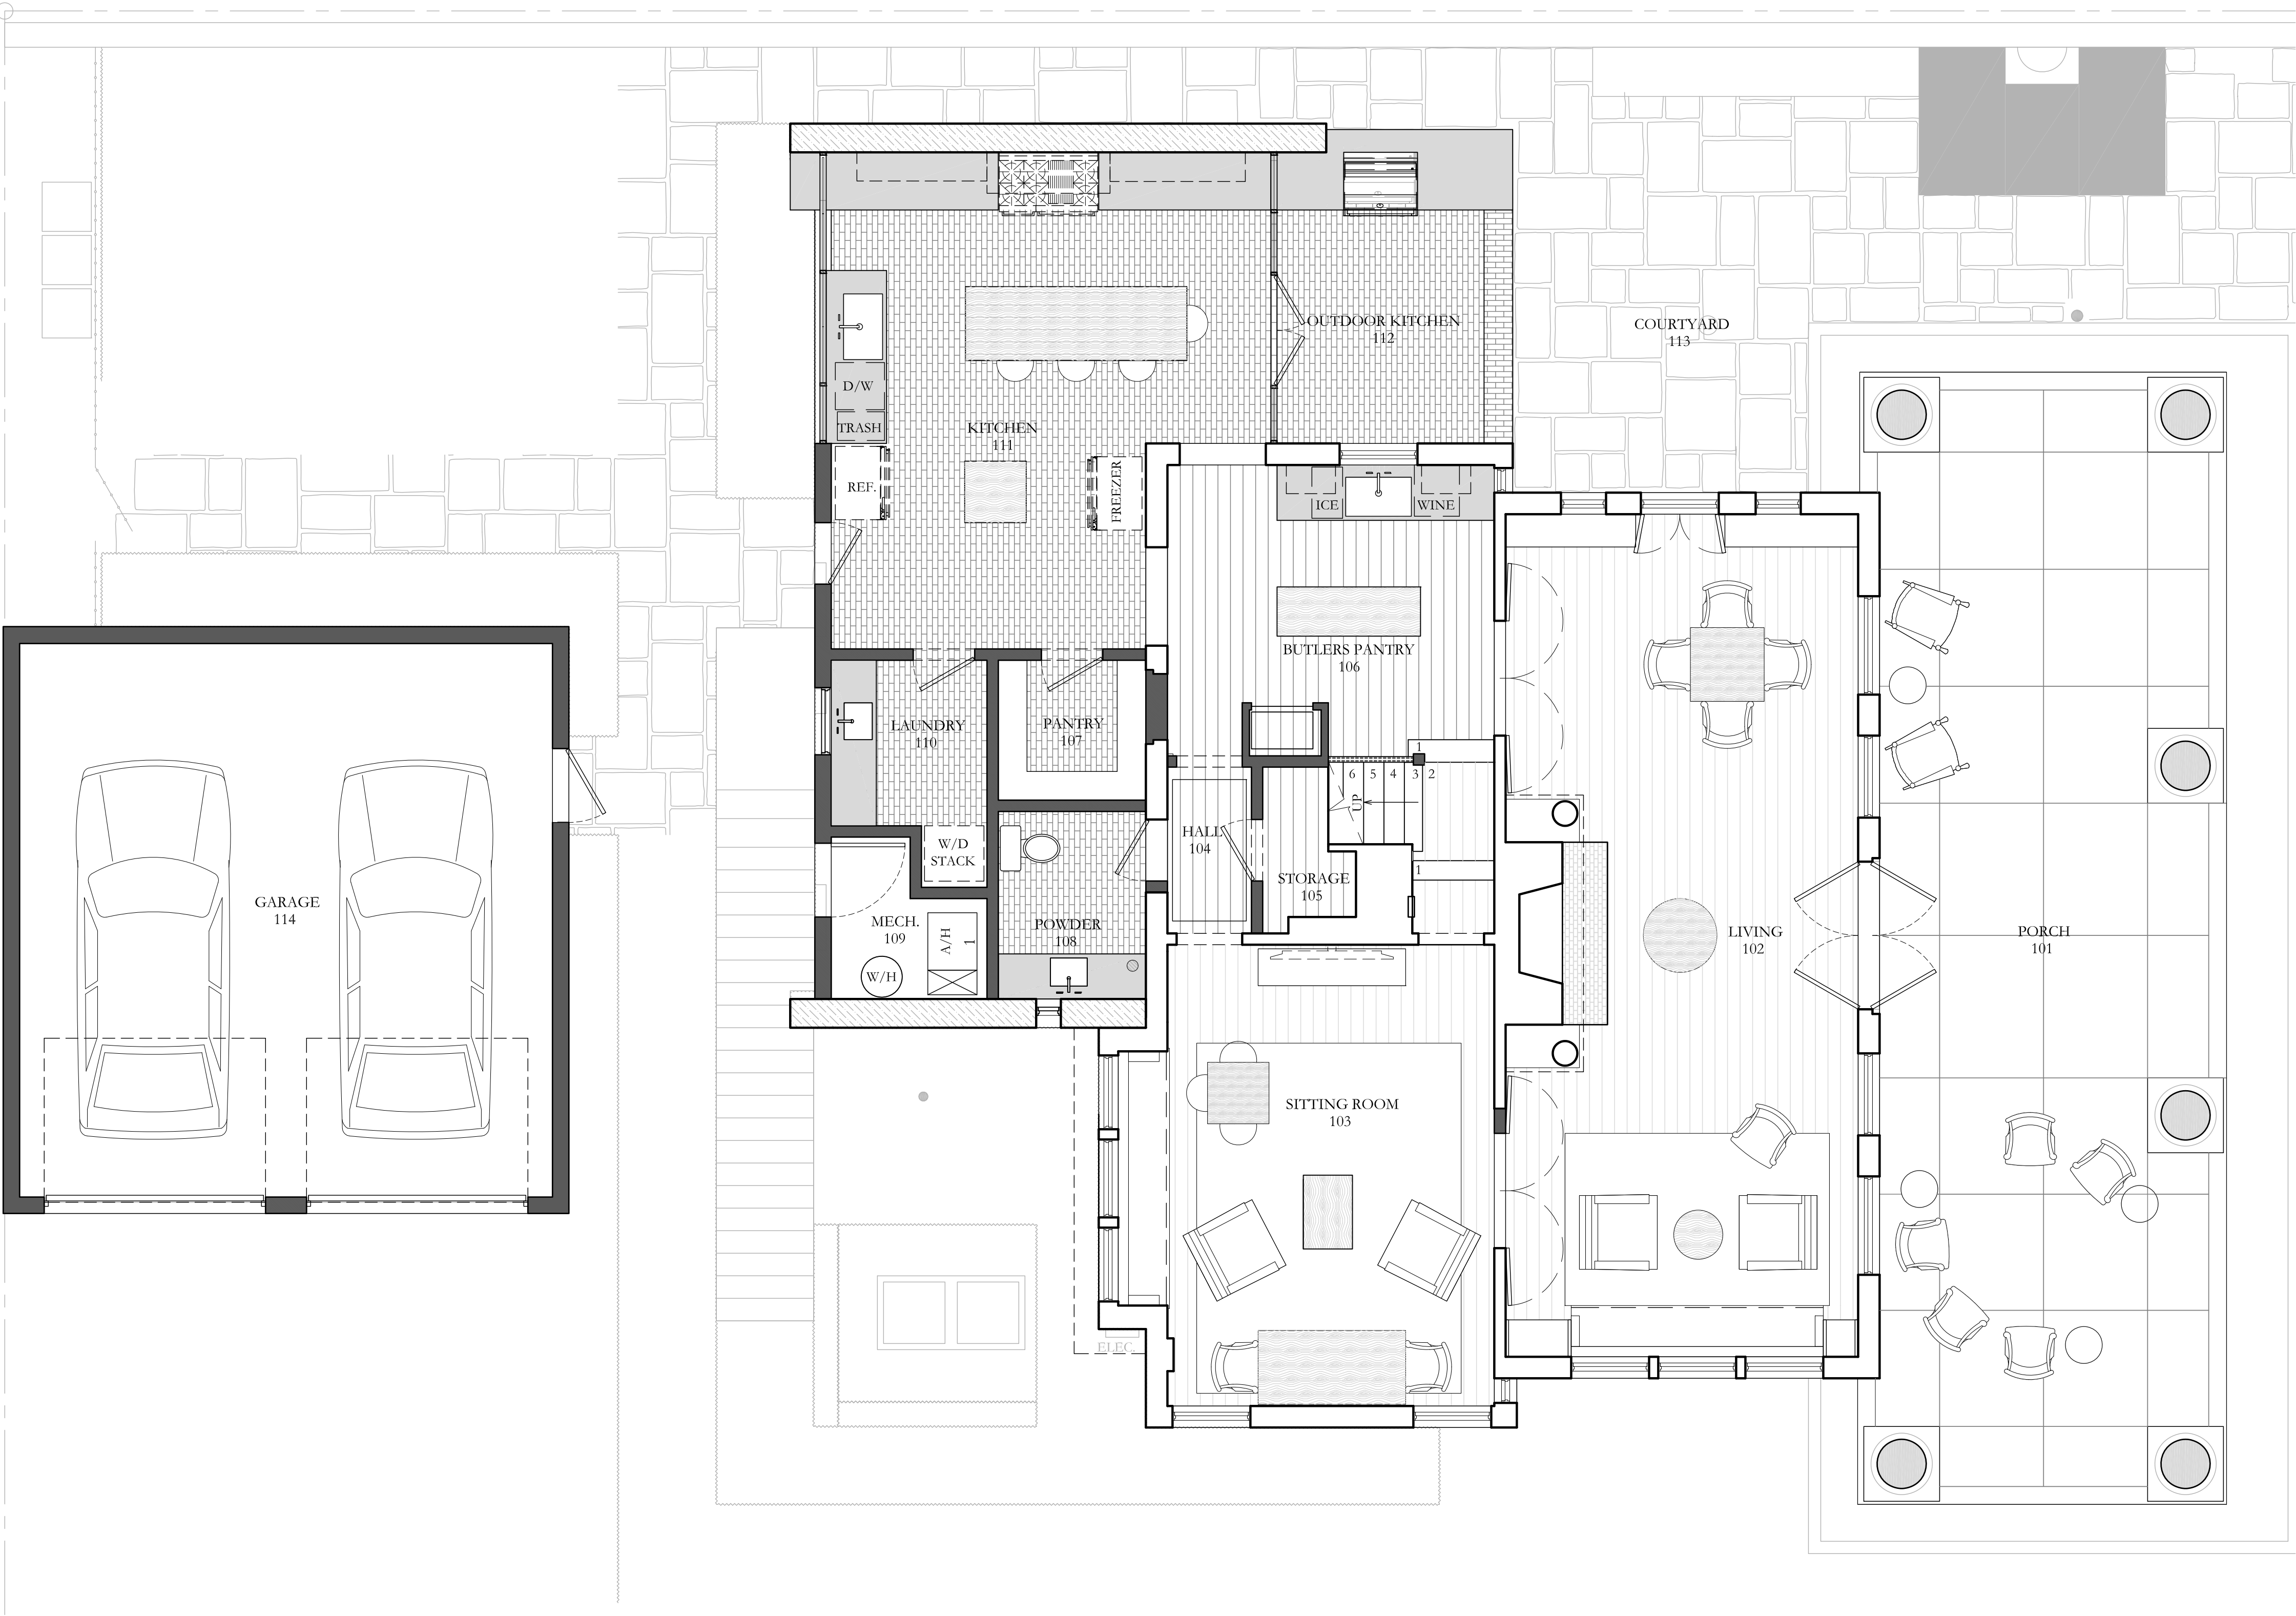 OUTDOOR KITCHEN
112
COURTYARD
113
D/W
TRASH
KITCHEN
111
REF.
FREEZER
ICE
WINE
BUTLERS PANTRY
106
LAUNDRY
110
PANTRY
107
1
6
5
4
3
2
UP
HALL
104
W/D
STACK
STORAGE
105
1
GARAGE
114
MECH.
109
A/H
1
W/H
POWDER
108
LIVING
102
PORCH
101
SITTING ROOM
103
ELEC.